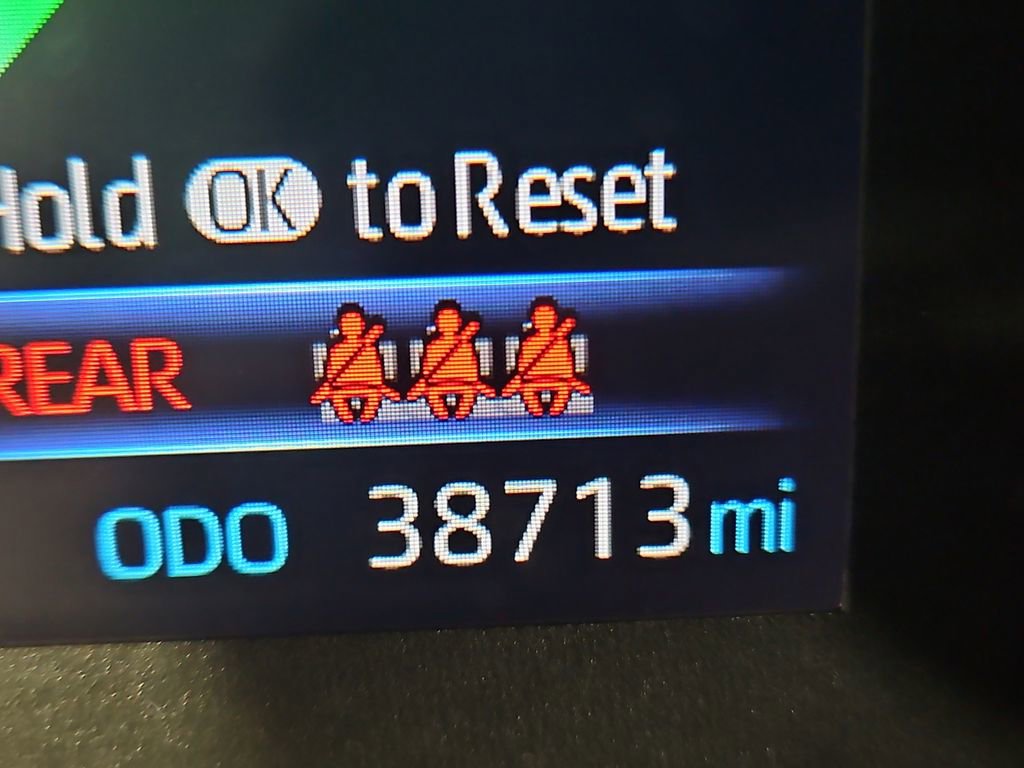 Hold OK to Reset
REAR
ODO 38713 mi